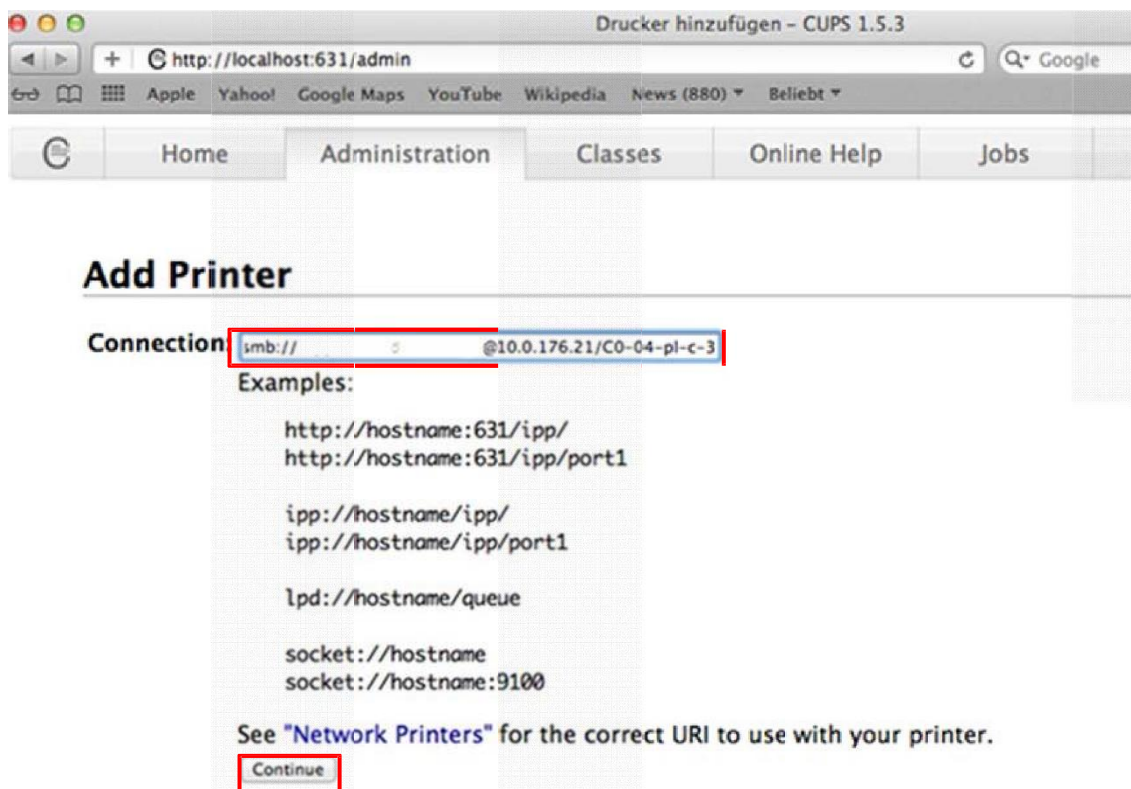 Drucker hinzufügen – CUPS 1.5.3
http://localhost:631/admin
Google
Apple Yahoo! Google Maps YouTube Wikipedia News (880) Beliebt
Home Administration Classes Online Help Jobs
Add Printer
Connection: smb:// @10.0.176.21/C0-04-pl-c-3
Examples:
http://hostname:631/ipp/
http://hostname:631/ipp/port1
ipp://hostname/ipp/
ipp://hostname/ipp/port1
lpd://hostname/queue
socket://hostname
socket://hostname:9100
See "Network Printers" for the correct URI to use with your printer.
Continue